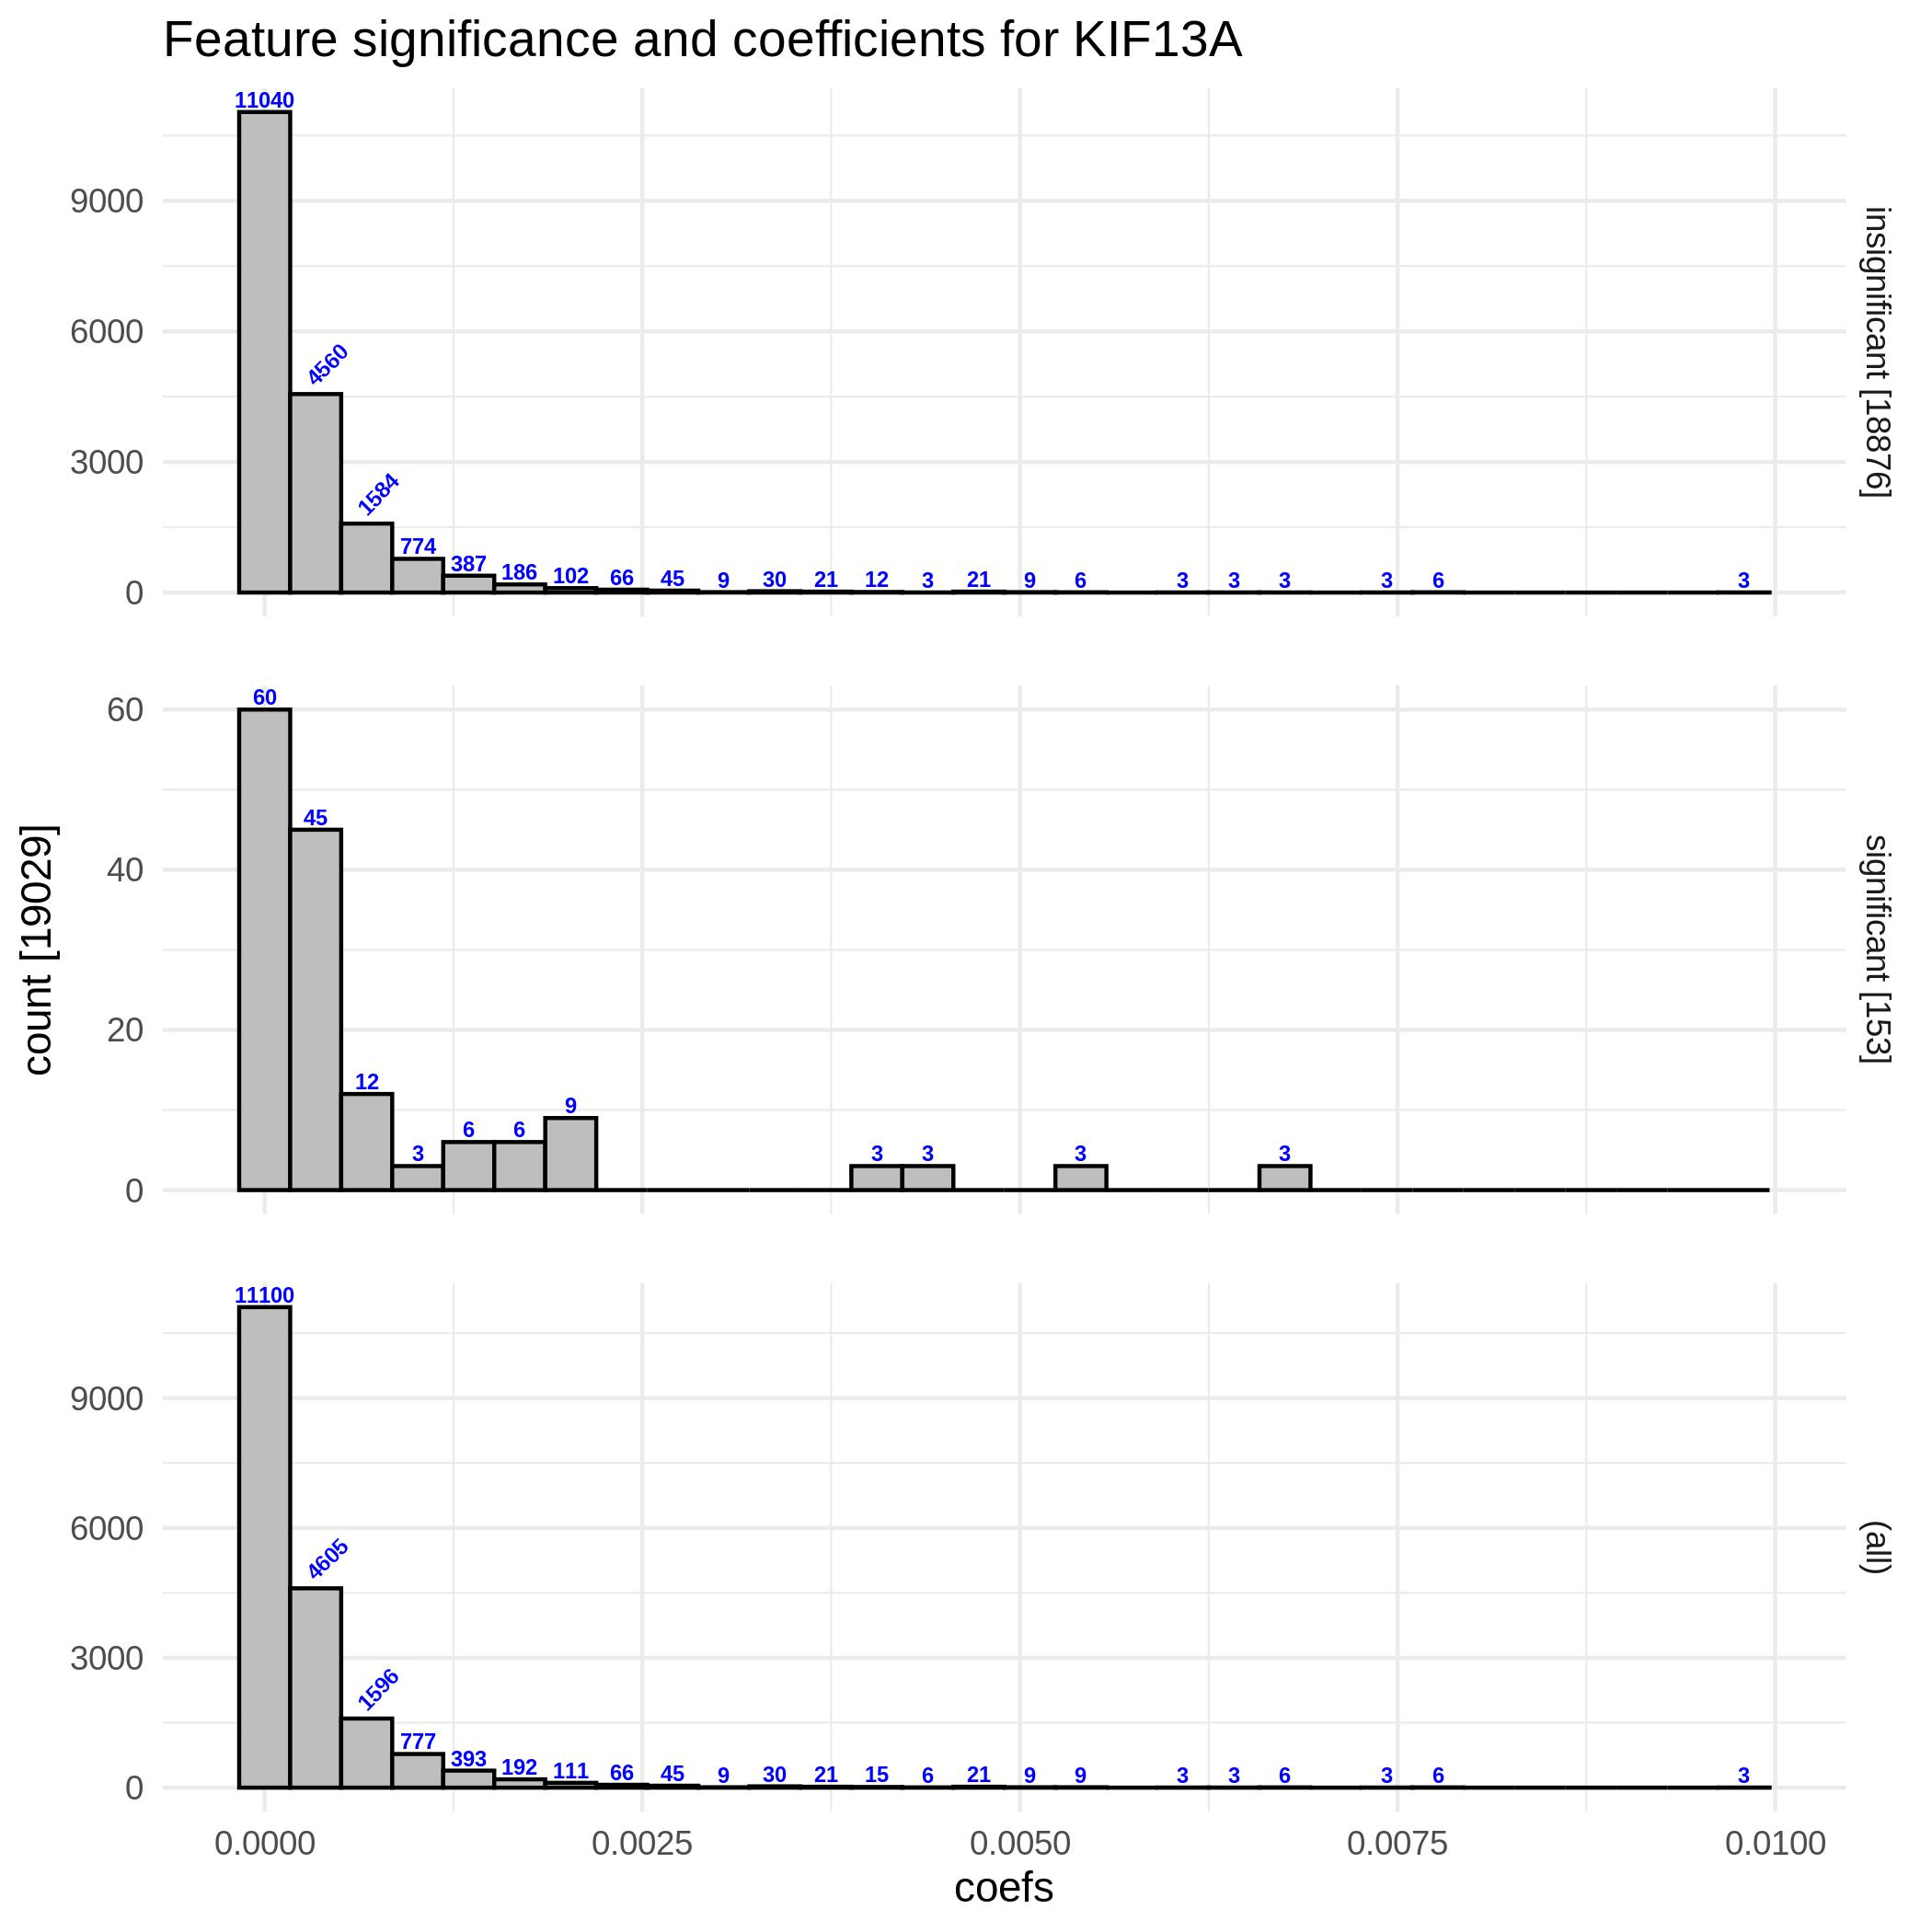 Feature significance and coefficients for KIF13A
11040
9000
6000
3000
0
4560
1584
774 387 186 102 66 45 9 30 21 12 3 21 9 6 3 3 3 3 6 3
insignificant [18876]
count [19029]
60
40
20
0
60
45
12
3 6 6 9 3 3 3 3
significant [153]
11100
9000
6000
3000
0
4605
1596
777 393 192 111 66 45 9 30 21 15 6 21 9 9 3 3 6 3 6 3
(all)
0.0000 0.0025 0.0050 0.0075 0.0100
coefs